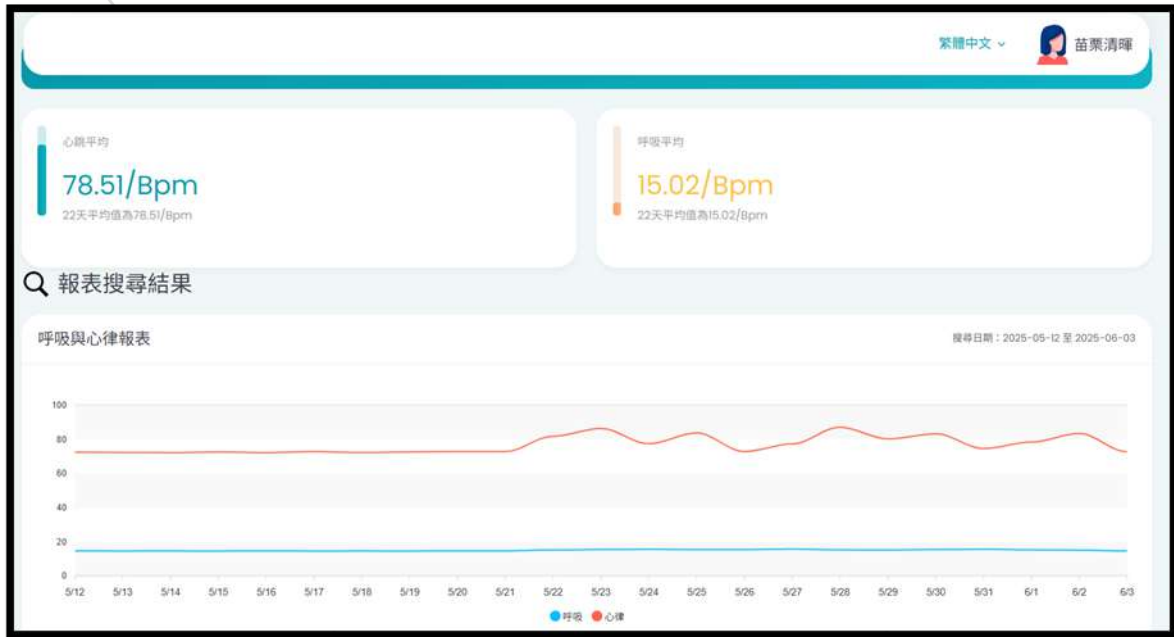 繁體中文
苗栗清暉
心跳平均
78.51/Bpm
22天平均值為78.51/Bpm
呼吸平均
15.02/Bpm
22天平均值為15.02/Bpm
報表搜尋結果
呼吸與心律報表
搜尋日期：2025-05-12 至 2025-06-03
100
80
60
40
20
0
5/12 5/13 5/14 5/15 5/16 5/17 5/18 5/19 5/20 5/21 5/22 5/23 5/24 5/25 5/26 5/27 5/28 5/29 5/30 5/31 6/1 6/2 6/3
呼吸 心律